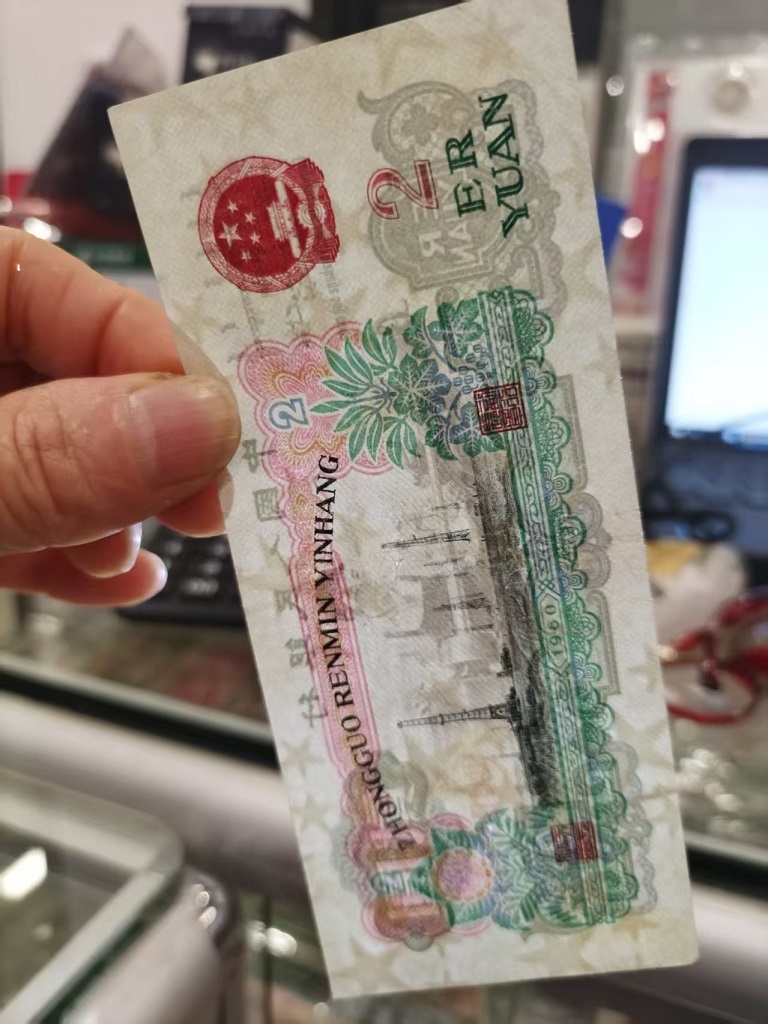 ZHONGGUO RENMIN YINHANG
2
2
ER
YUAN
1960